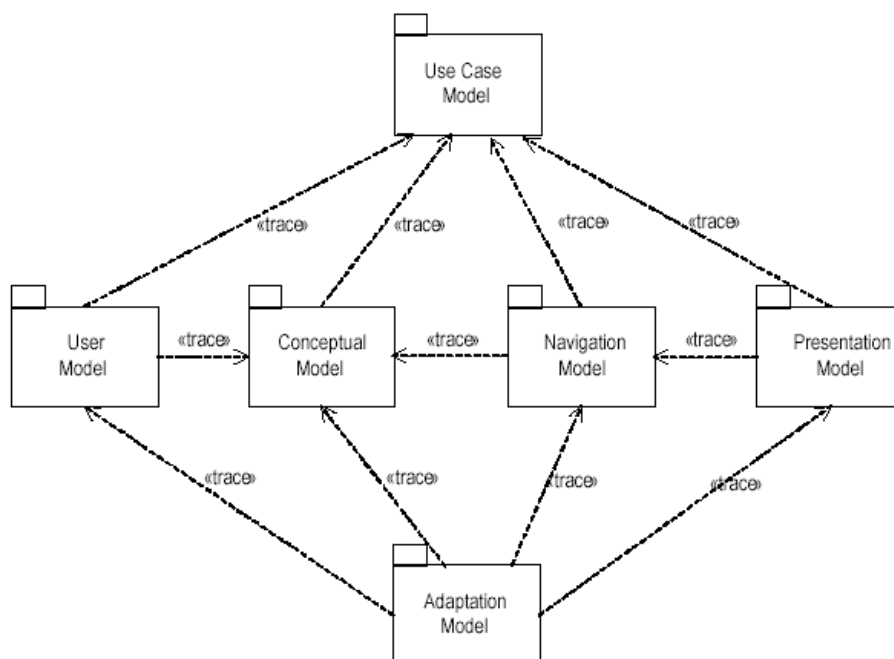 Use Case
Model
«trace»
«trace»
«trace»
«trace»
User
Model
«trace»
Conceptual
Model
«trace»
Navigation
Model
«trace»
Presentation
Model
«trace»
«trace»
«trace»
«trace»
Adaptation
Model